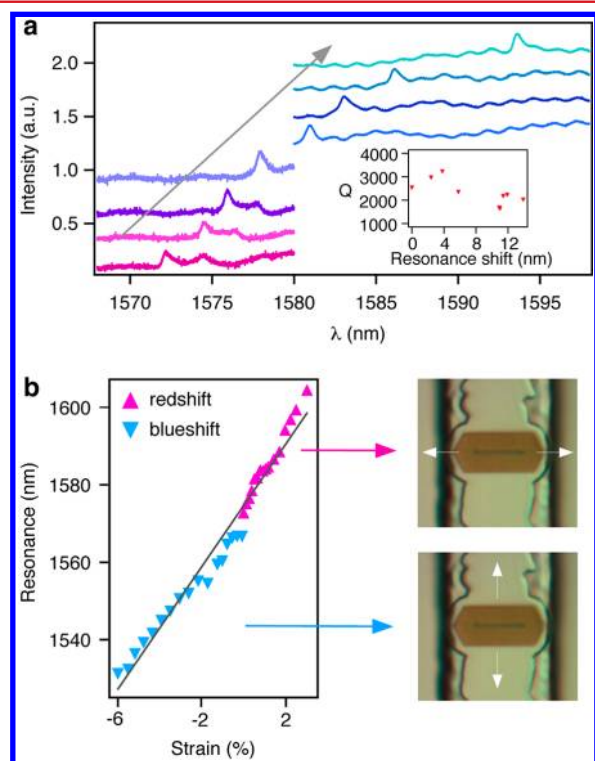 a
Intensity (a.u.)
2.0
1.5
1.0
0.5
1570
1575
1580
1585
1590
1595
λ (nm)
Q
4000
3000
2000
1000
0
4
8
12
Resonance shift (nm)
b
Resonance (nm)
1600
1580
1560
1540
redshift
blueshift
-6
-2
2
Strain (%)